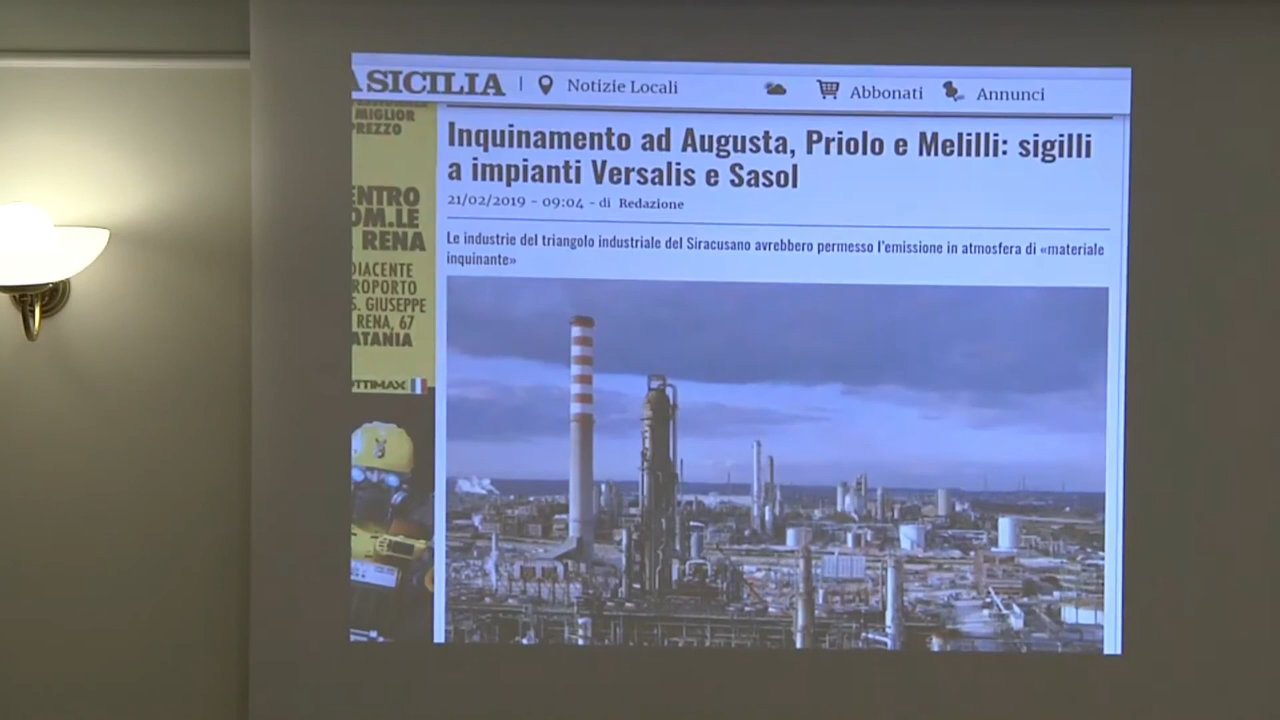 A SICILIA | Notizie Locali Abbonati Annunci
MIGLIOR
PREZZO
ENTRO
OM.LE
RENA
DIACENTE
ROPORTO
S. GIUSEPPE
RENA, 67
ATANIA
OTTIMAX
Inquinamento ad Augusta, Priolo e Melilli: sigilli
a impianti Versalis e Sasol
21/02/2019 - 09:04 - di Redazione
Le industrie del triangolo industriale del Siracusano avrebbero permesso l'emissione in atmosfera di «materiale
inquinante»